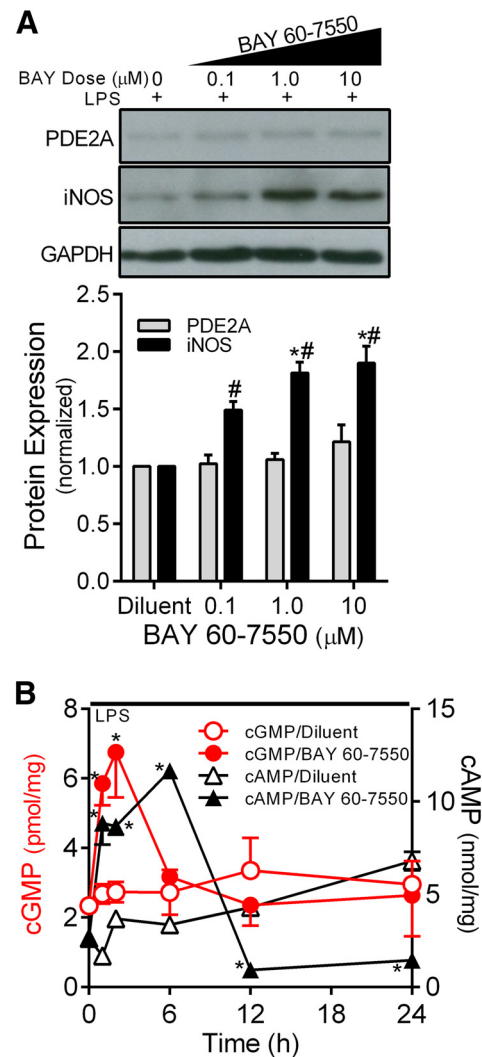 A
BAY 60-7550
BAY Dose (μM) 0 0.1 1.0 10
LPS + + + +
PDE2A
iNOS
GAPDH
Protein Expression
(normalized)
2.5
2.0
1.5
1.0
0.5
0.0
PDE2A
iNOS
#
*#
*#
Diluent 0.1 1.0 10
BAY 60-7550 (μM)
B
LPS
cGMP (pmol/mg)
8
6
4
2
0
cGMP/Diluent
cGMP/BAY 60-7550
cAMP/Diluent
cAMP/BAY 60-7550
*
*
*
*
*
*
*
15
10
5
0
cAMP (nmol/mg)
0 6 12 18 24
Time (h)